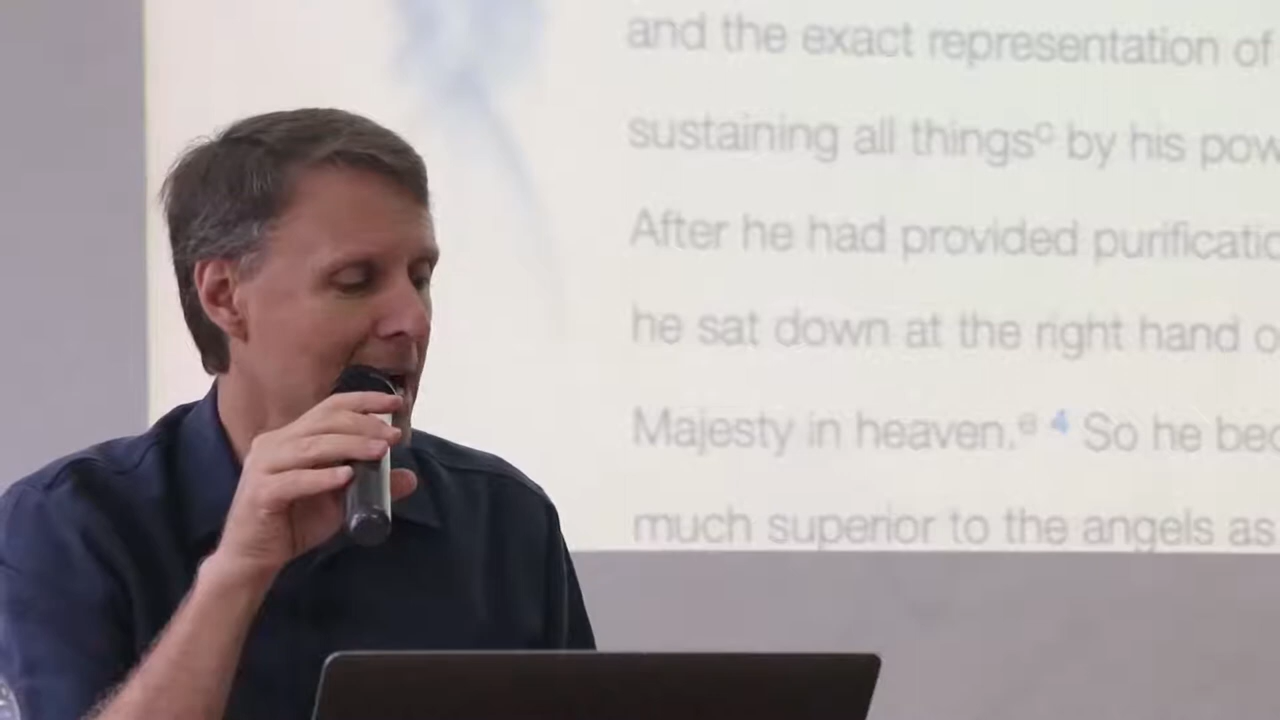 and the exact representation of
sustaining all thingsᶜ by his
After he had provided
he sat down at the right hand
Majesty in heaven.ᵉ ⁴ So he
much superior to the angels as